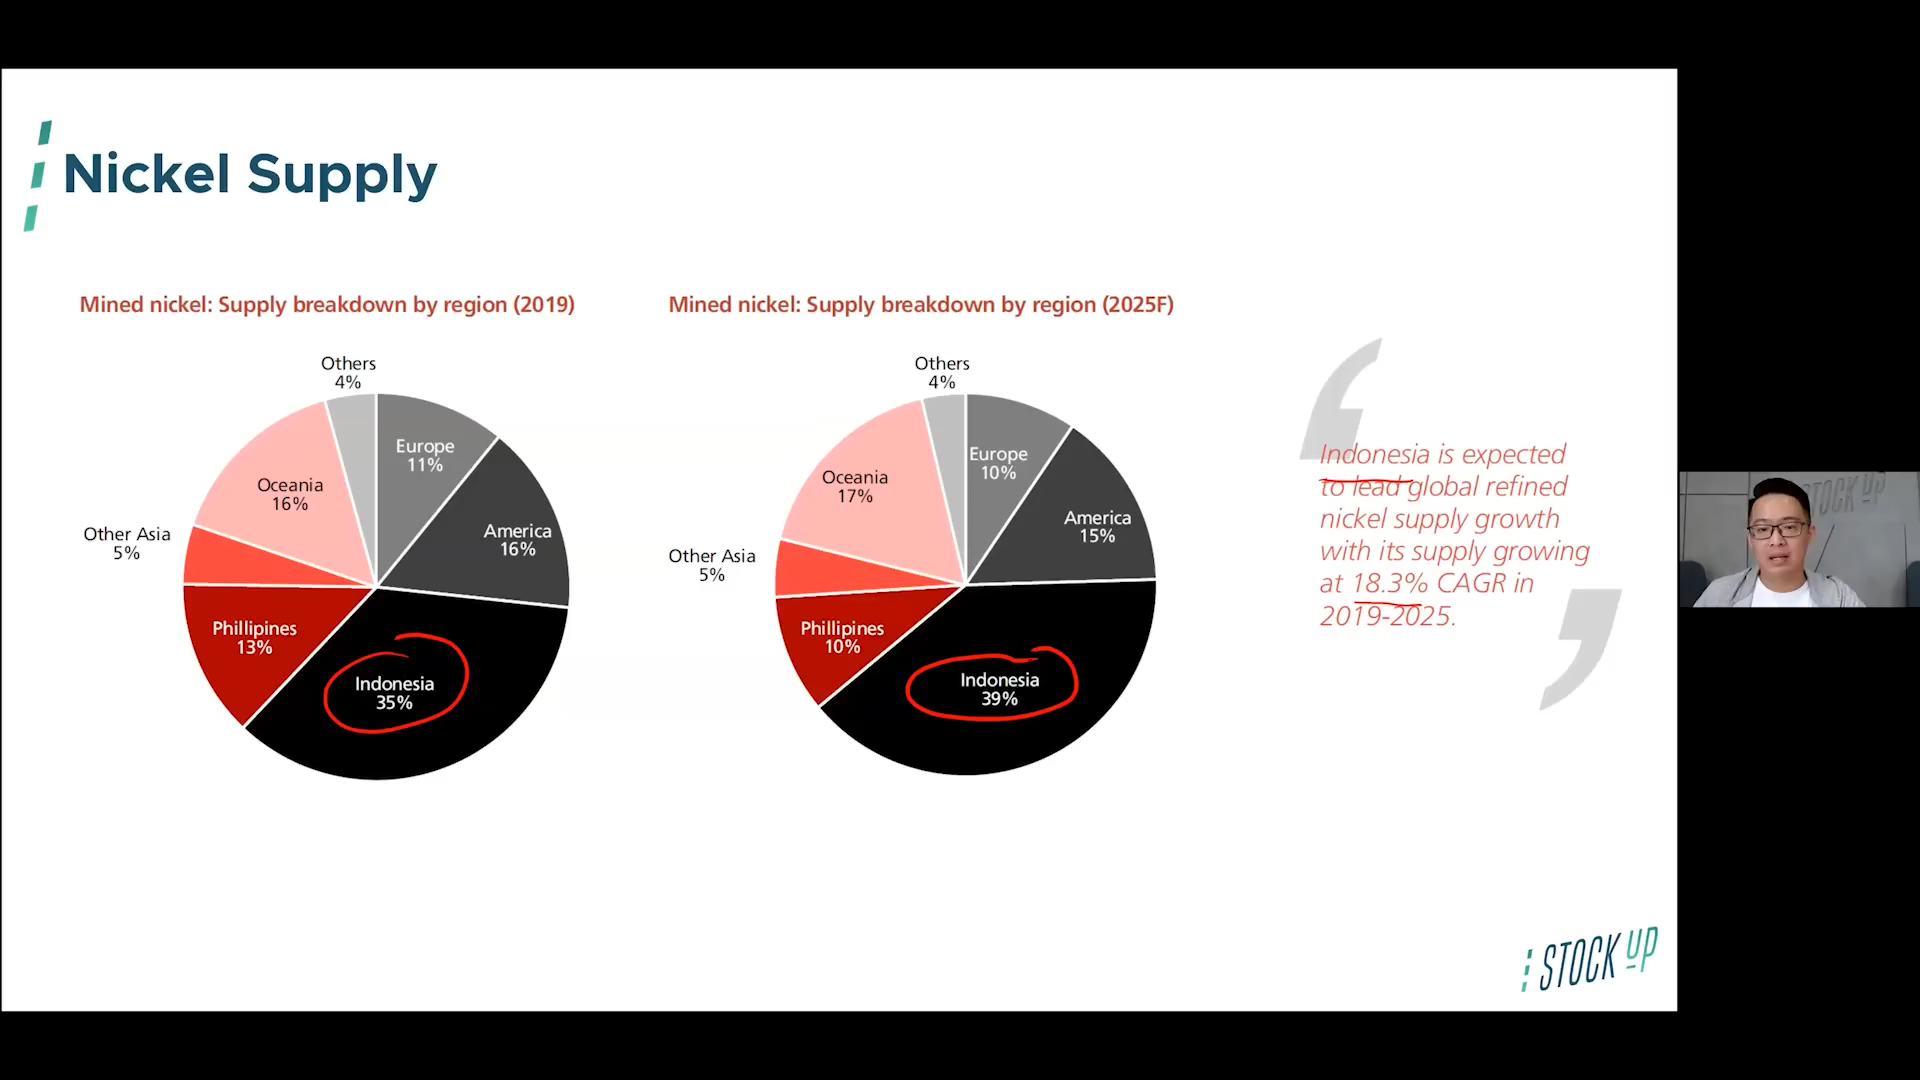 Nickel Supply
Mined nickel: Supply breakdown by region (2019)
Others
4%
Europe
11%
America
16%
Oceania
16%
Other Asia
5%
Phillipines
13%
Indonesia
35%
Mined nickel: Supply breakdown by region (2025F)
Others
4%
Europe
10%
America
15%
Oceania
17%
Other Asia
5%
Phillipines
10%
Indonesia
39%
Indonesia is expected
to lead global refined
nickel supply growth
with its supply growing
at 18.3% CAGR in
2019-2025.
STOCK UP
STOCK UP